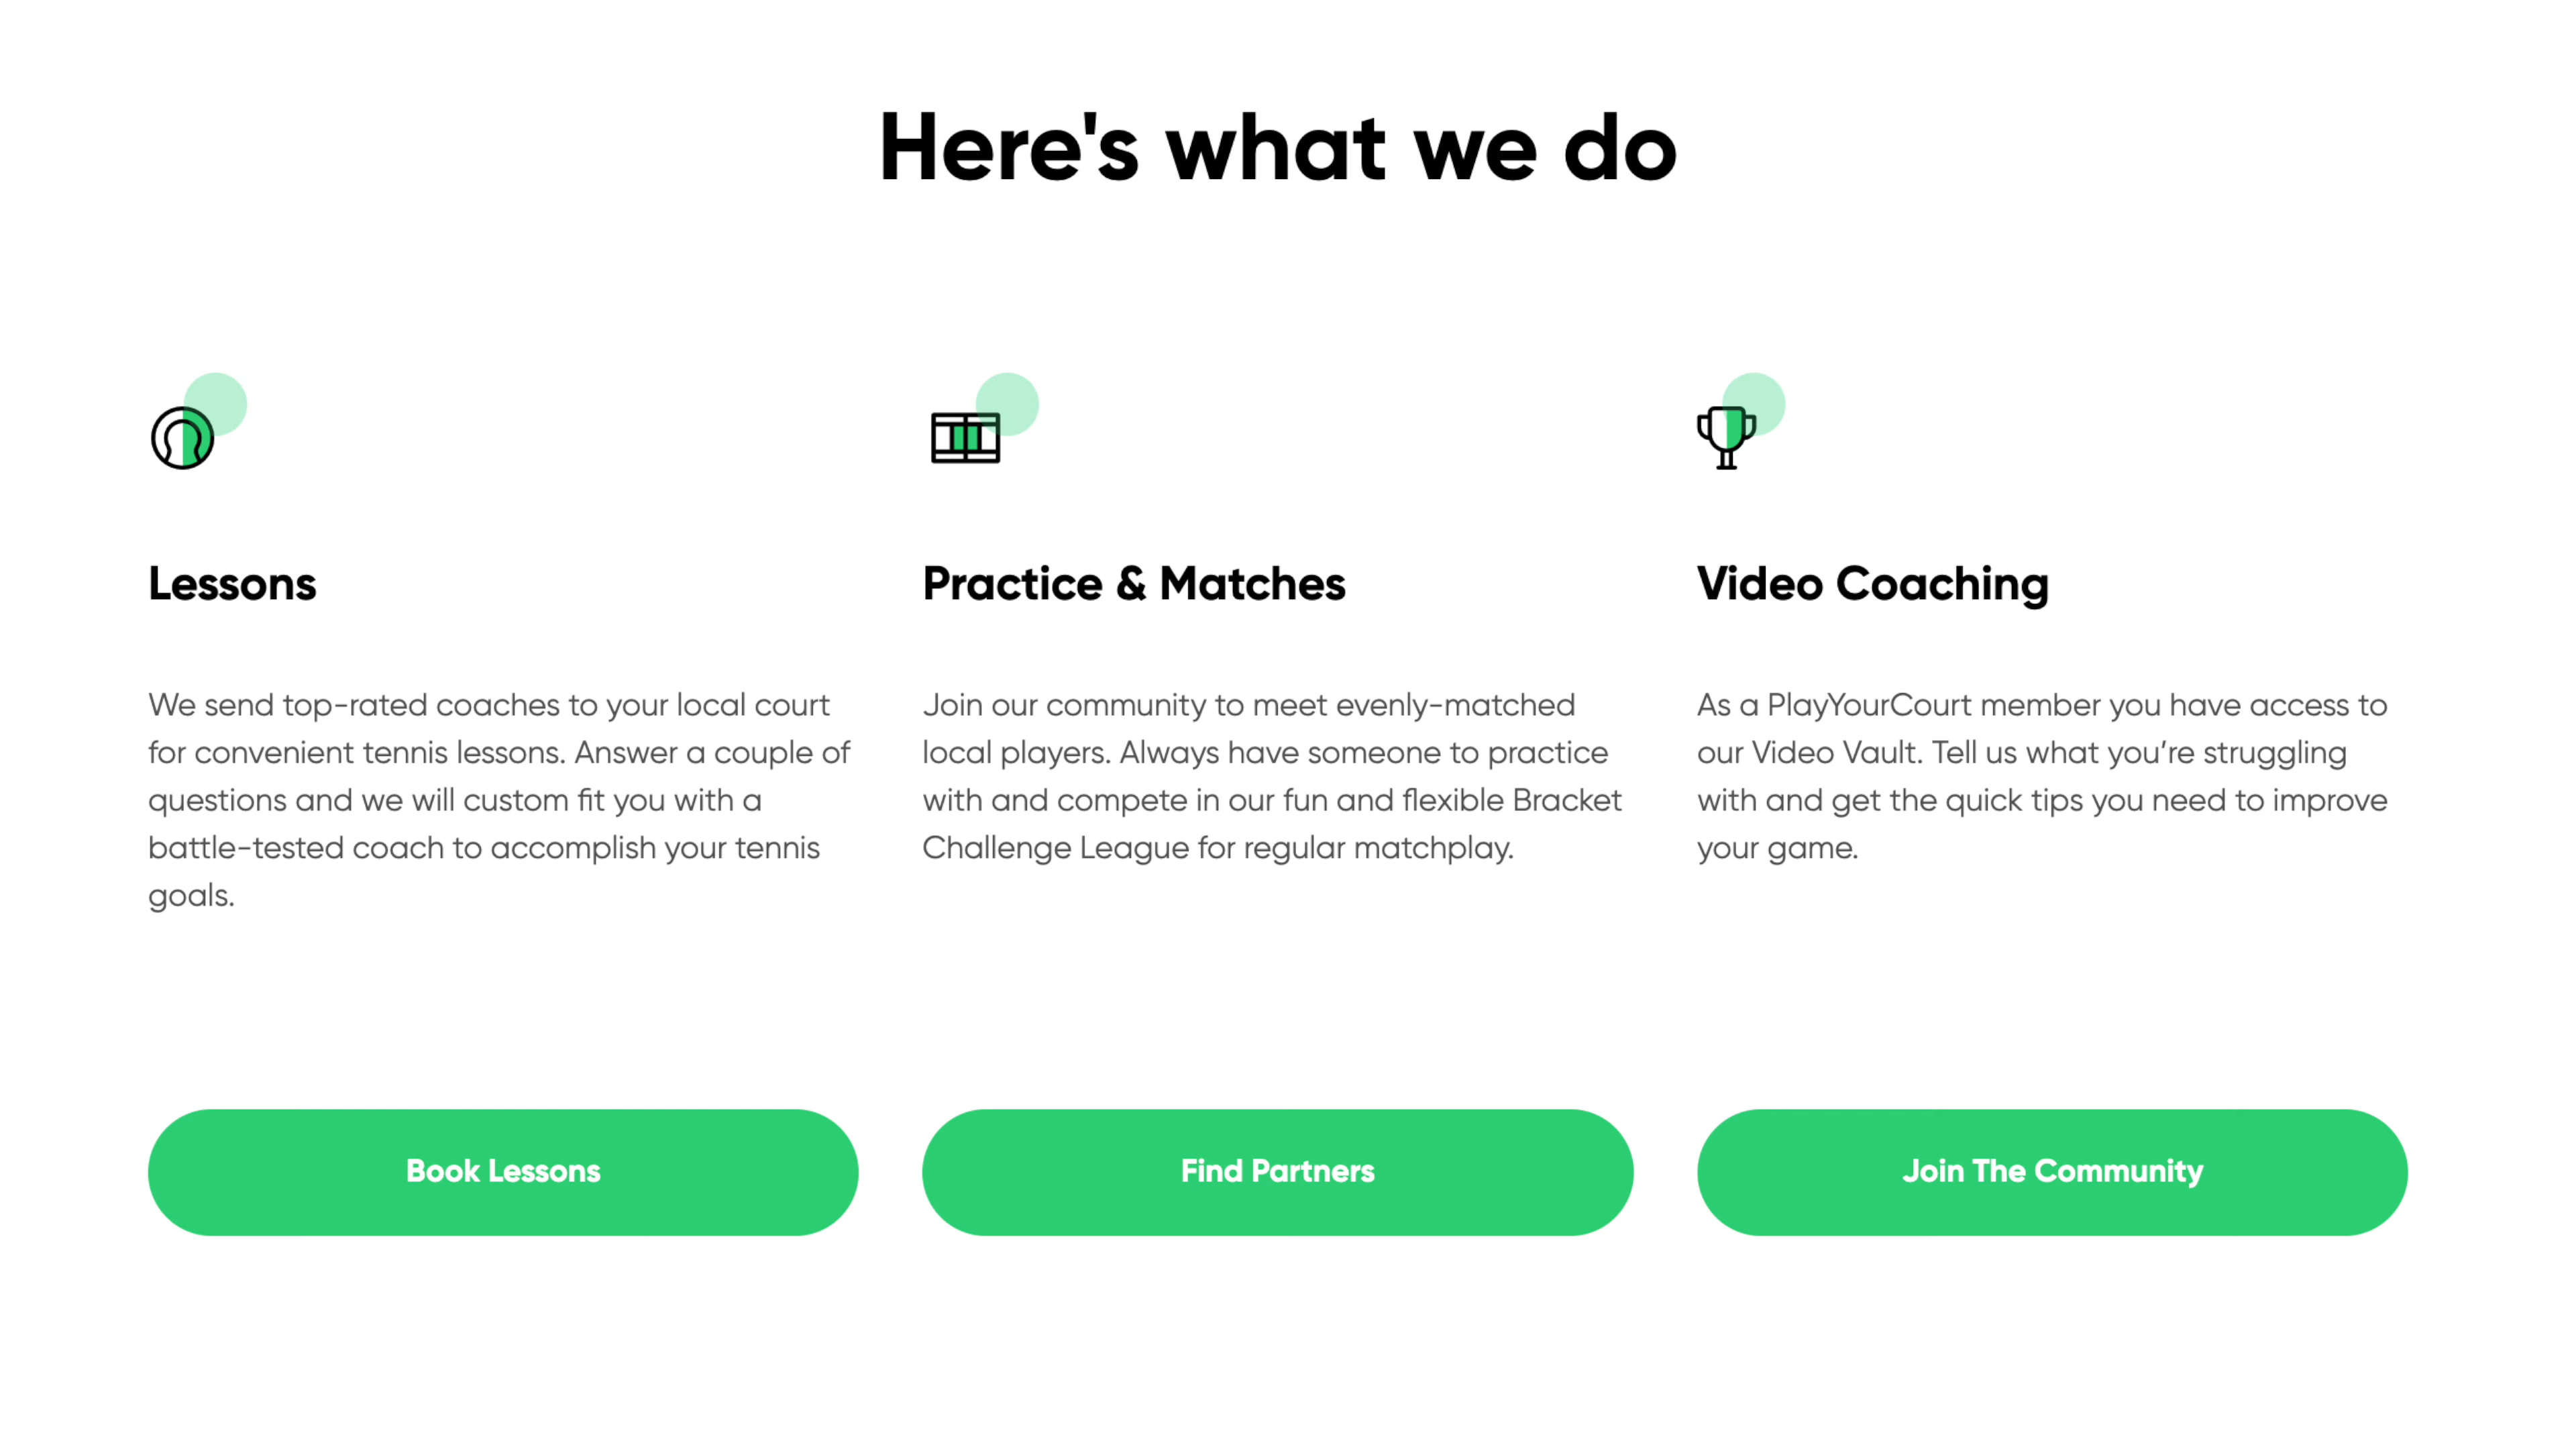 Here's what we do
Lessons
We send top-rated coaches to your local court
for convenient tennis lessons. Answer a couple of
questions and we will custom fit you with a
battle-tested coach to accomplish your tennis
goals.
Book Lessons
Practice & Matches
Join our community to meet evenly-matched
local players. Always have someone to practice
with and compete in our fun and flexible Bracket
Challenge League for regular matchplay.
Find Partners
Video Coaching
As a PlayYourCourt member you have access to
our Video Vault. Tell us what you’re struggling
with and get the quick tips you need to improve
your game.
Join The Community